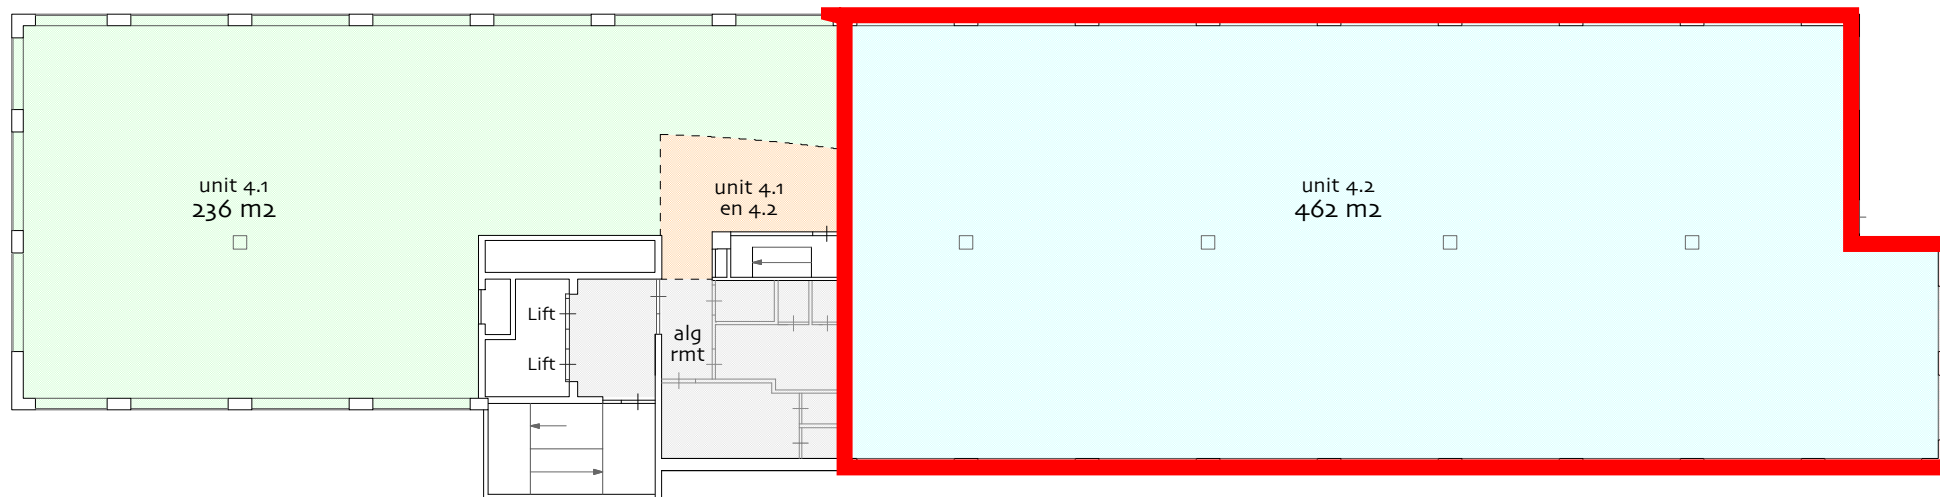 unit 4.1
236 m2
unit 4.1
en 4.2
unit 4.2
462 m2
Lift
Lift
alg
rmt